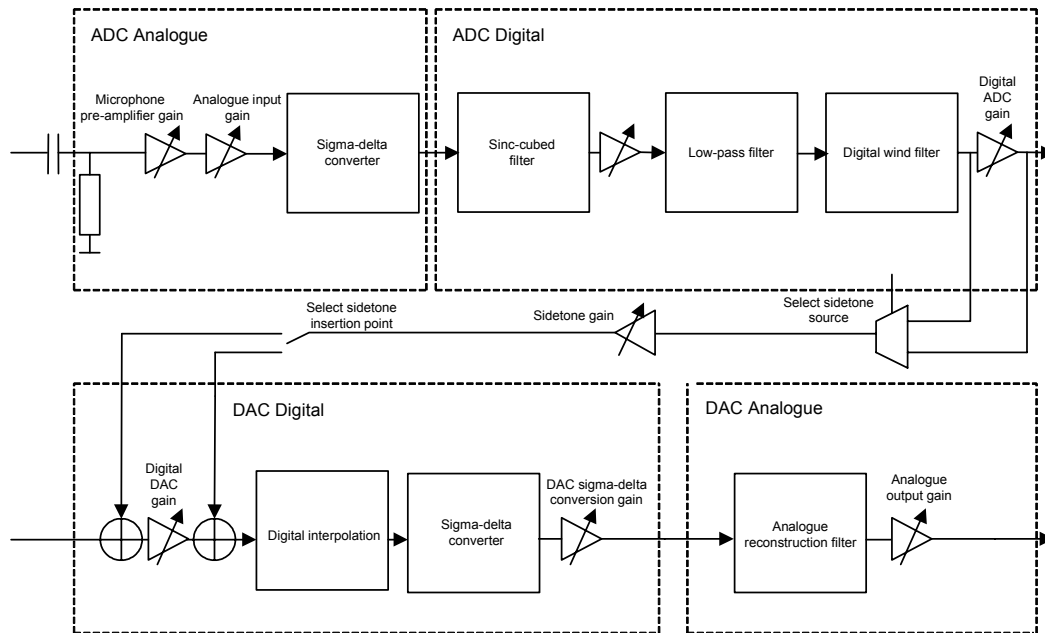 ADC Analogue
ADC Digital
Microphone
pre-amplifier gain
Analogue input
gain
Sigma-delta
converter
Sinc-cubed
filter
Low-pass filter
Digital wind filter
Digital
ADC
gain
Select sidetone
insertion point
Sidetone gain
Select sidetone
source
DAC Digital
DAC Analogue
Digital
DAC
gain
Digital interpolation
Sigma-delta
converter
DAC sigma-delta
conversion gain
Analogue
reconstruction filter
Analogue
output gain